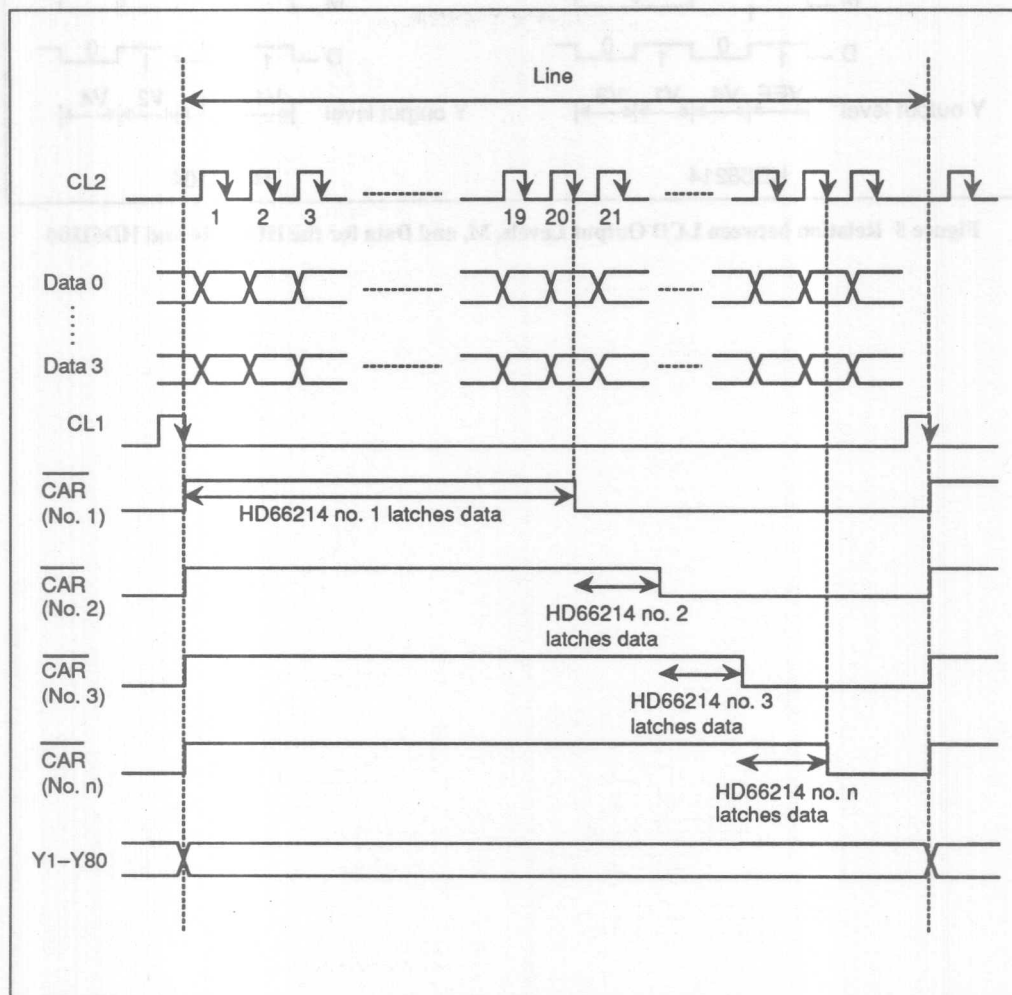 Line
CL2
1 2 3 19 20 21
Data 0
Data 3
CL1
CAR
(No. 1)
HD66214 no. 1 latches data
CAR
(No. 2)
HD66214 no. 2
latches data
CAR
(No. 3)
HD66214 no. 3
latches data
CAR
(No. n)
HD66214 no. n
latches data
Y1–Y80